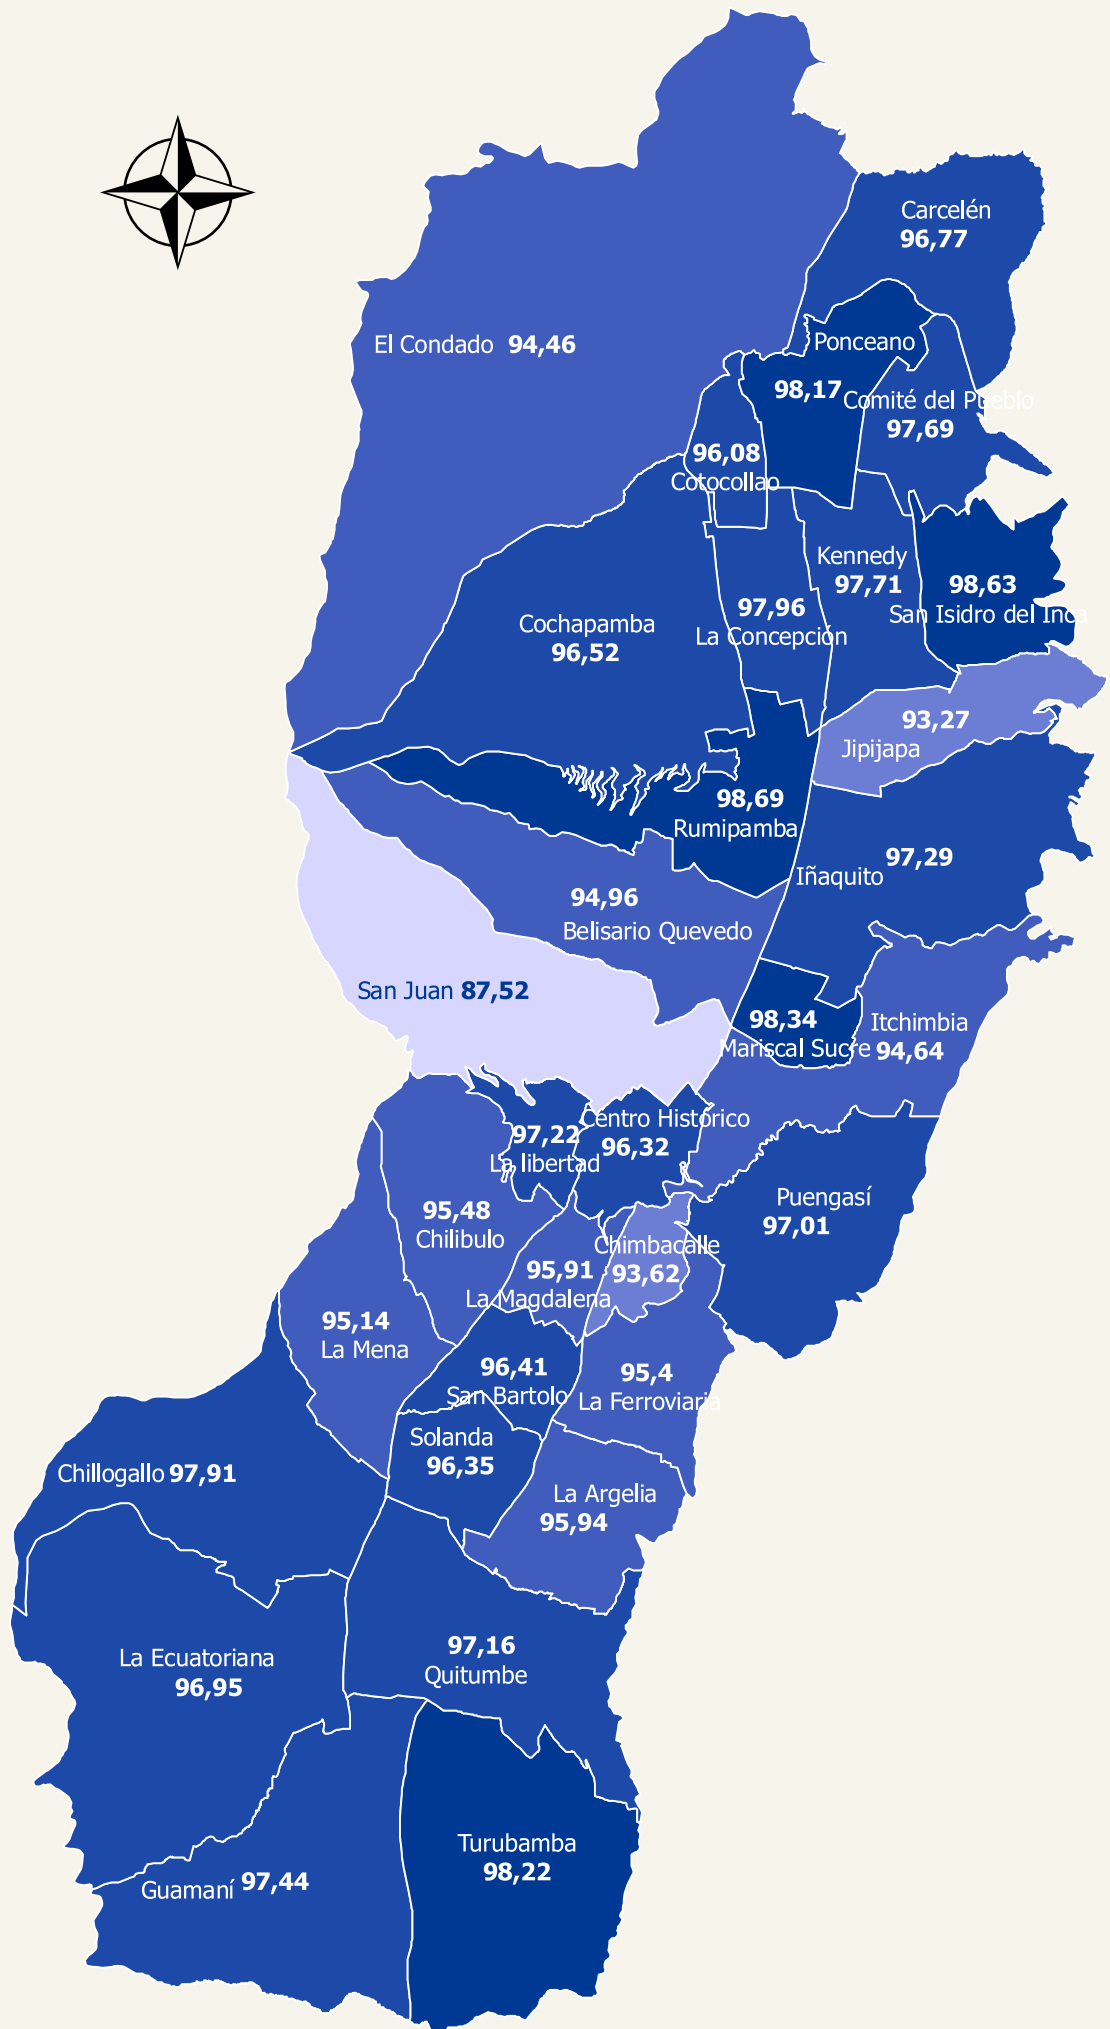 Carcelén
96,77
El Condado 94,46
Ponceano
98,17
Comité del Pueblo
97,69
96,08
Cotocollao
Kennedy
97,71
98,63
San Isidro del Inca
97,96
La Concepción
Cochapamba
96,52
93,27
Jipijapa
98,69
Rumipamba
97,29
Iñaquito
94,96
Belisario Quevedo
San Juan 87,52
98,34
Mariscal Sucre
Itchimbia
94,64
Centro Histórico
96,32
97,22
La libertad
Puengasí
97,01
95,48
Chilibulo
Chimbacalle
93,62
95,91
La Magdalena
95,14
La Mena
96,41
San Bartolo
95,4
La Ferroviaria
Solanda
96,35
Chillogallo 97,91
La Argelia
95,94
97,16
Quitumbe
La Ecuatoriana
96,95
Turubamba
98,22
Guamaní 97,44